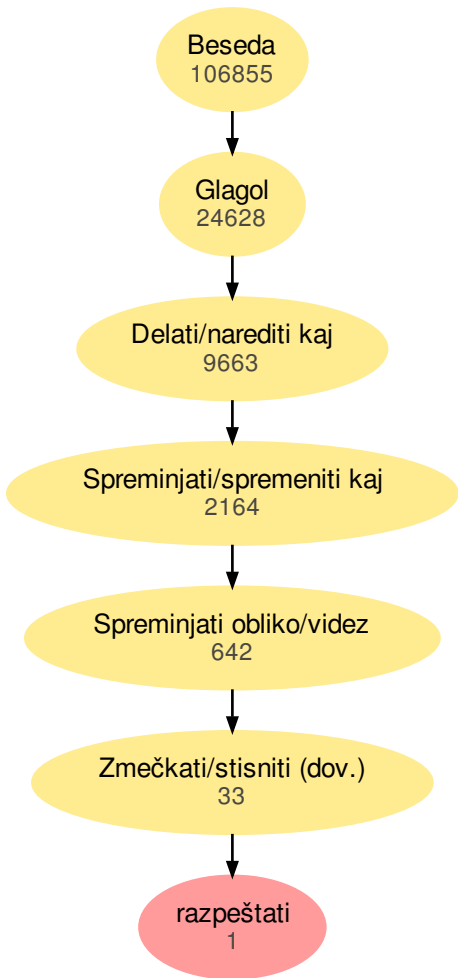 Beseda
106855
Glagol
24628
Delati/narediti kaj
9663
Spreminjati/spremeniti kaj
2164
Spreminjati obliko/videz
642
Zmečkati/stisniti (dov.)
33
razpeštati
1